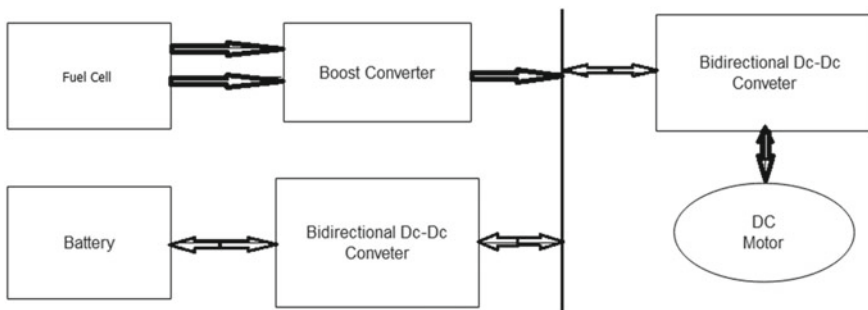 Fuel Cell
Boost Converter
Bidirectional Dc-Dc
Conveter
Battery
Bidirectional Dc-Dc
Conveter
DC
Motor